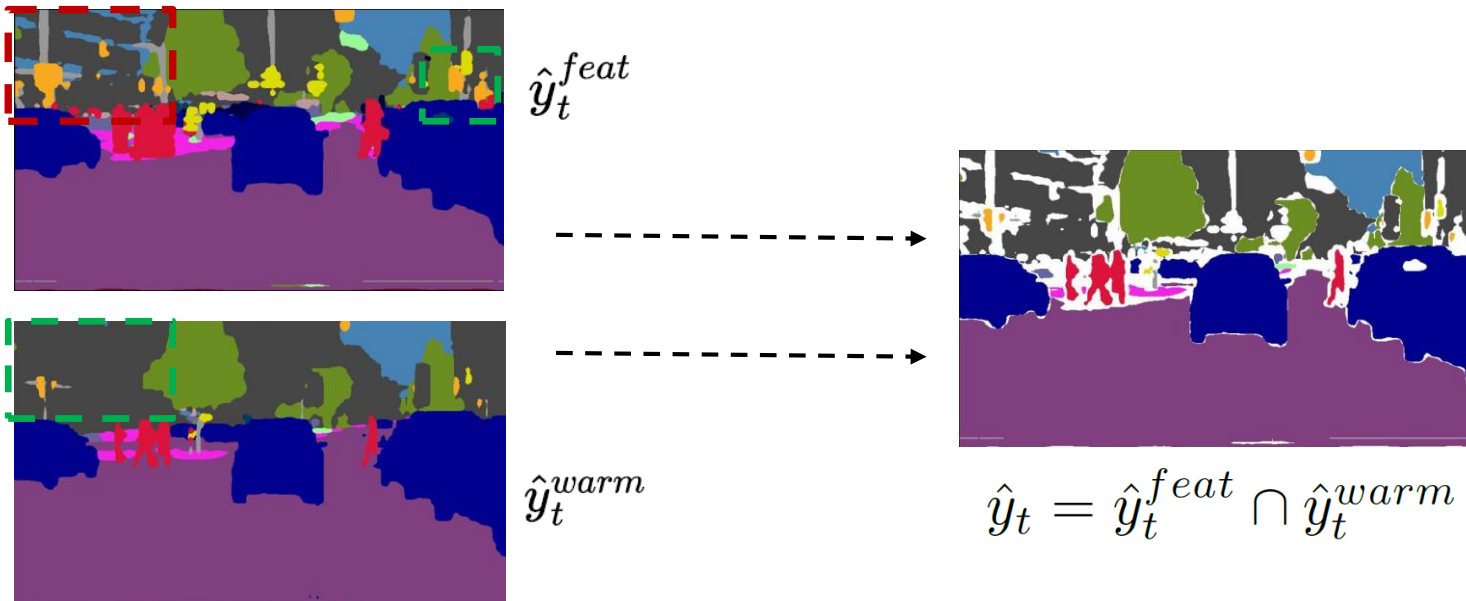 ŷ_t^{feat}
ŷ_t^{warm}
ŷ_t = ŷ_t^{feat} ∩ ŷ_t^{warm}